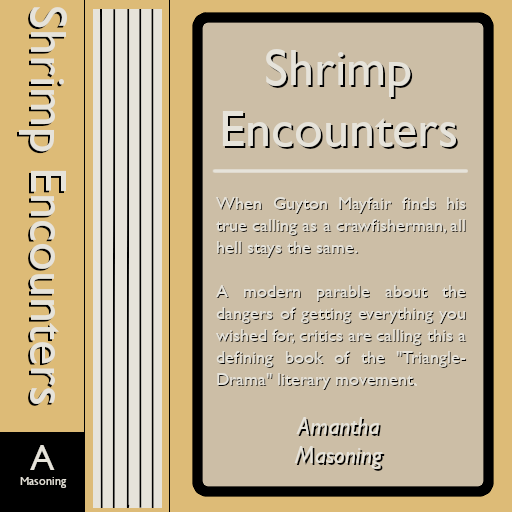 Shrimp Encounters
A
Masoning
Shrimp
Encounters
When Guyton Mayfair finds his
true calling as a crawfisherman, all
hell stays the same.
A modern parable about the
dangers of getting everything you
wished for, critics are calling this a
defining book of the "Triangle-
Drama" literary movement.
Amantha
Masoning